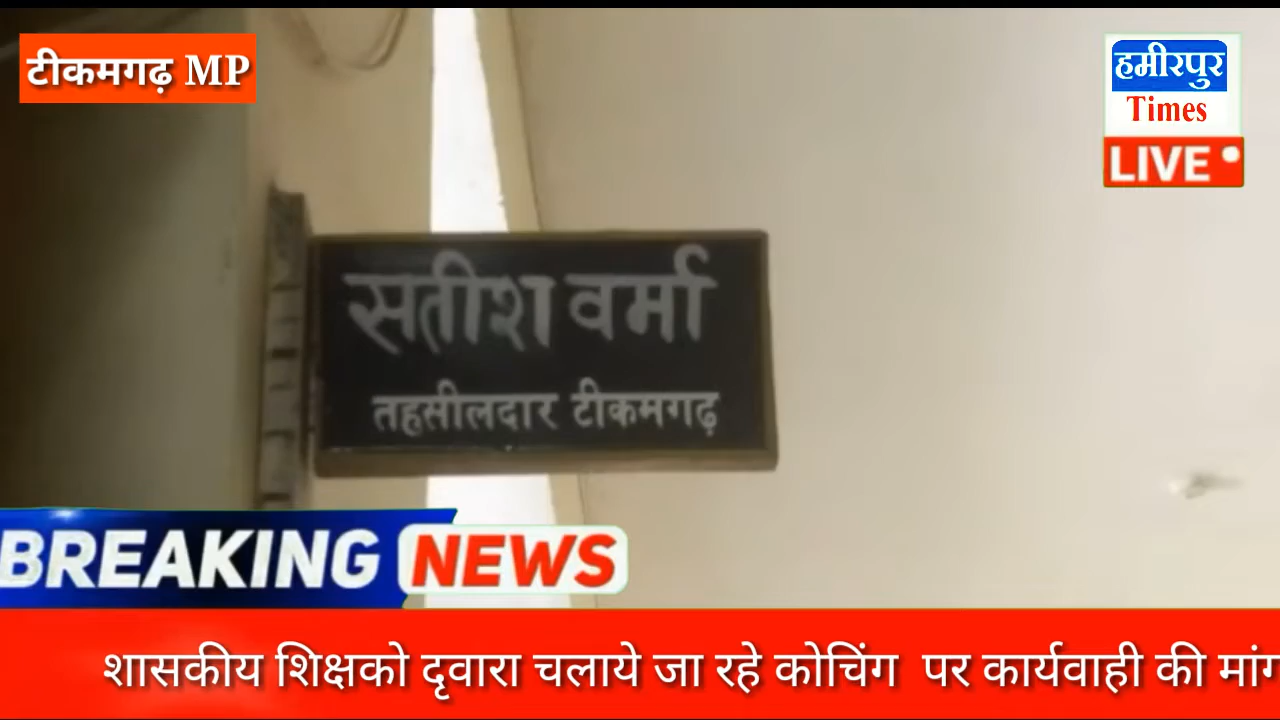 टीकमगढ़ MP
हमीरपुर
Times
LIVE
सतीश वर्मा
तहसीलदार टीकमगढ़
BREAKING NEWS
शासकीय शिक्षको दृवारा चलाये जा रहे कोचिंग पर कार्यवाही की मांग